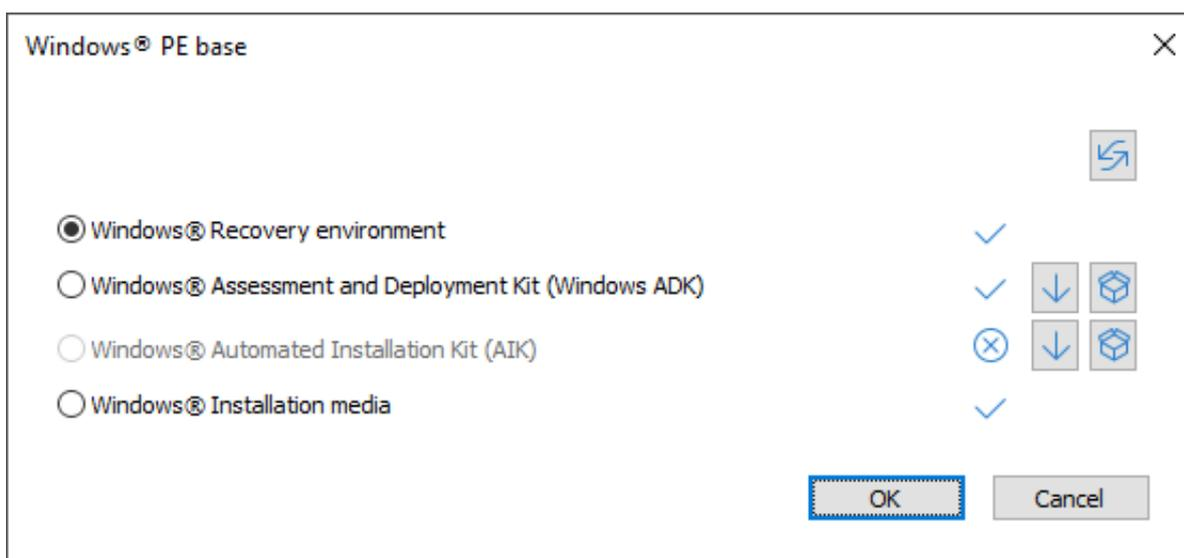 Windows® PE base
Windows® Recovery environment
Windows® Assessment and Deployment Kit (Windows ADK)
Windows® Automated Installation Kit (AIK)
Windows® Installation media
OK Cancel